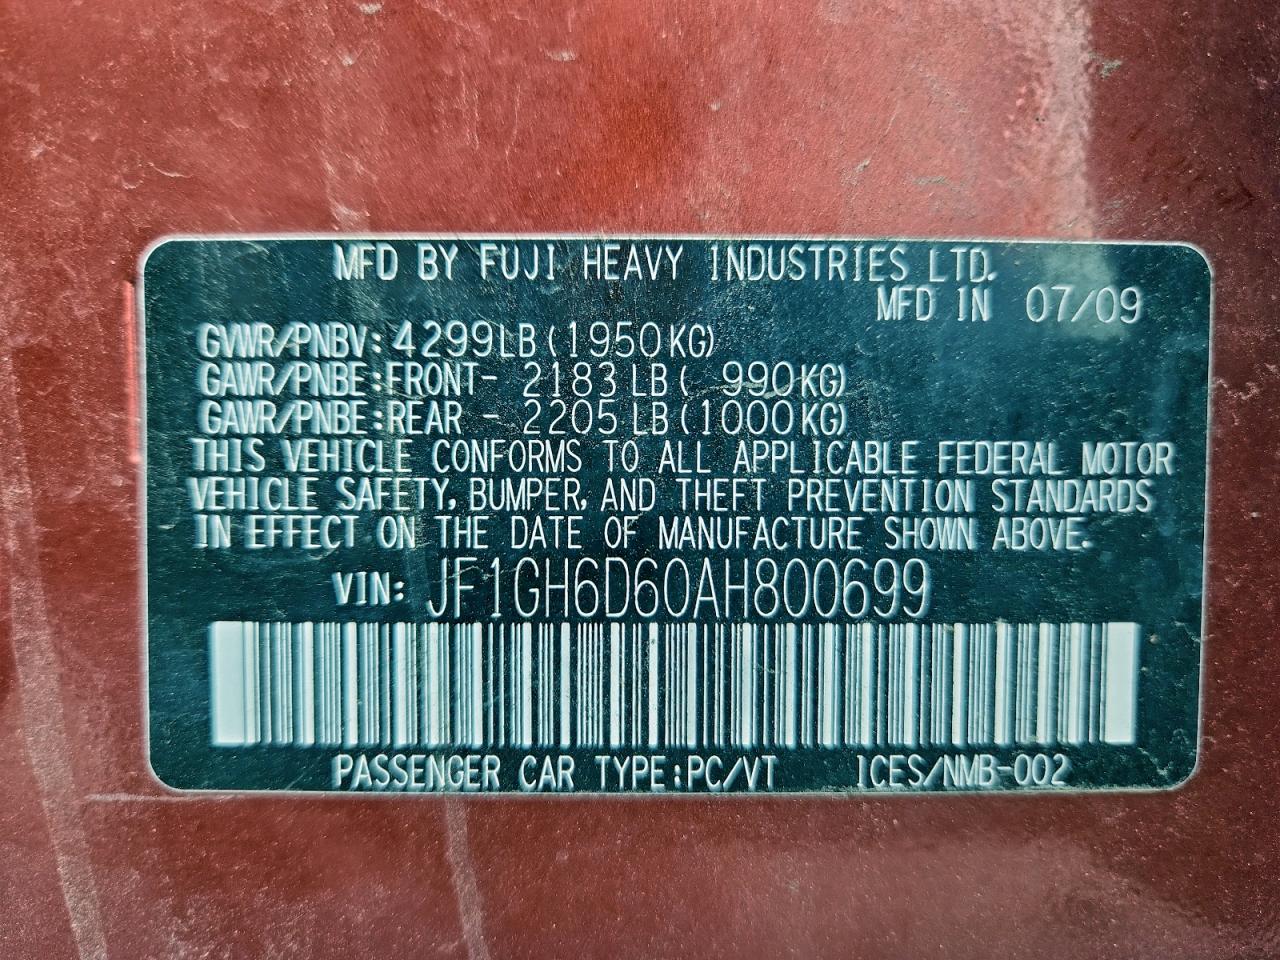 MFD BY FUJI HEAVY INDUSTRIES LTD.
MFD IN 07/09
GVWR/PNBV: 4299LB (1950KG)
GAWR/PNBE:FRONT- 2183 LB ( 990KG)
GAWR/PNBE:REAR - 2205 LB (1000KG)
THIS VEHICLE CONFORMS TO ALL APPLICABLE FEDERAL MOTOR
VEHICLE SAFETY, BUMPER, AND THEFT PREVENTION STANDARDS
IN EFFECT ON THE DATE OF MANUFACTURE SHOWN ABOVE.
VIN: JF1GH6D60AH800699
PASSENGER CAR TYPE:PC/VT ICES/NMB-002